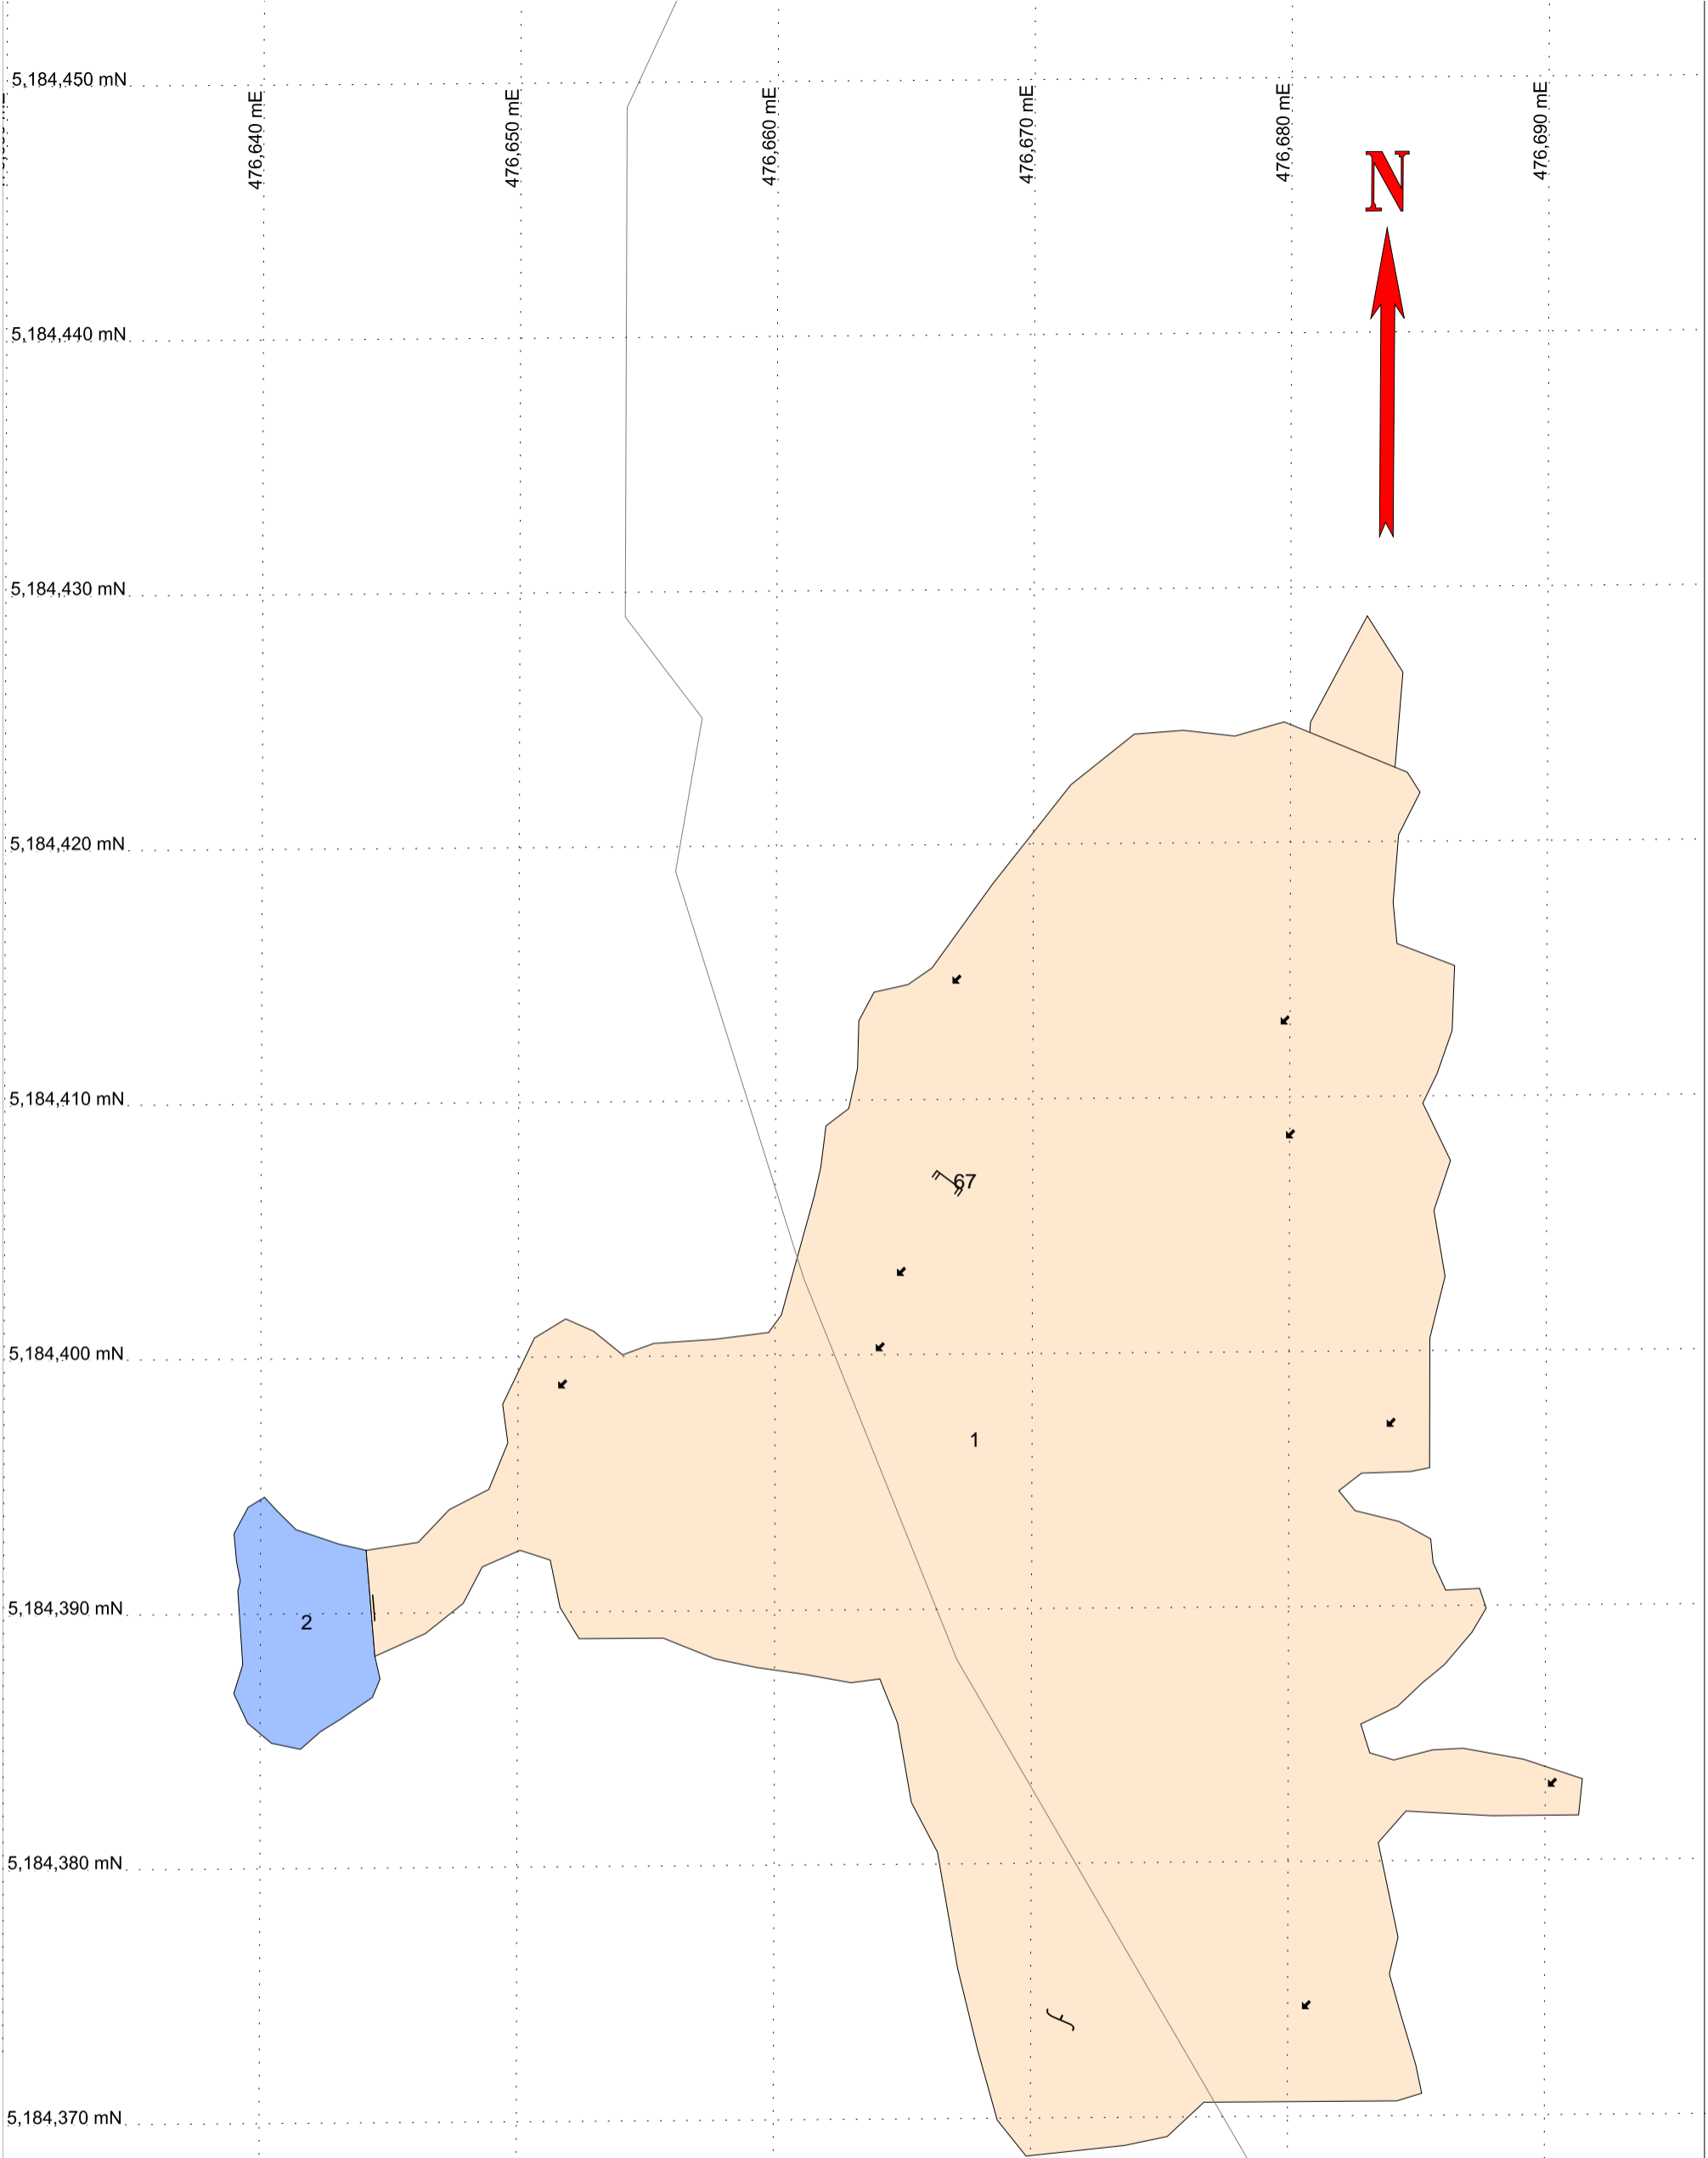 5,184,450 mN
476,640 mE
476,650 mE
476,660 mE
476,670 mE
476,680 mE
476,690 mE
N
5,184,440 mN
5,184,430 mN
5,184,420 mN
5,184,410 mN
67
5,184,400 mN
1
5,184,390 mN
2
5,184,380 mN
5,184,370 mN